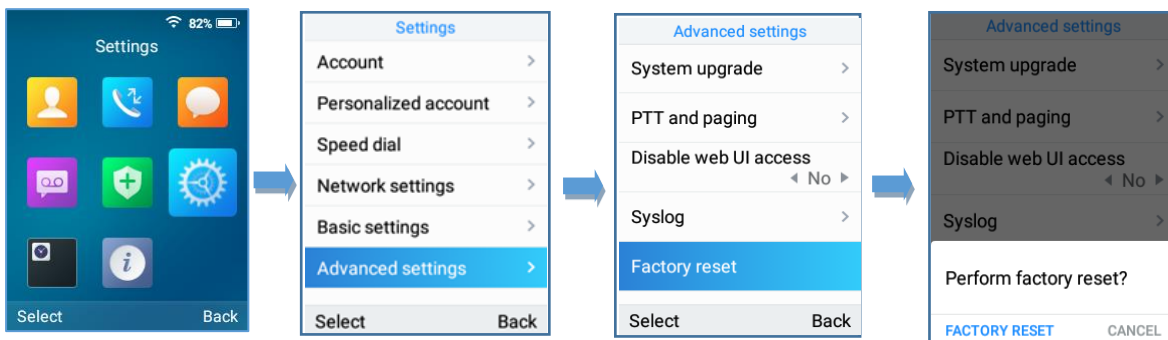 82%
Settings
Select Back
Settings
Account
Personalized account
Speed dial
Network settings
Basic settings
Advanced settings
Select Back
Advanced settings
System upgrade
PTT and paging
Disable web UI access
No
Syslog
Factory reset
Select Back
Advanced settings
System upgrade
PTT and paging
Disable web UI access
No
Syslog
Perform factory reset?
FACTORY RESET CANCEL